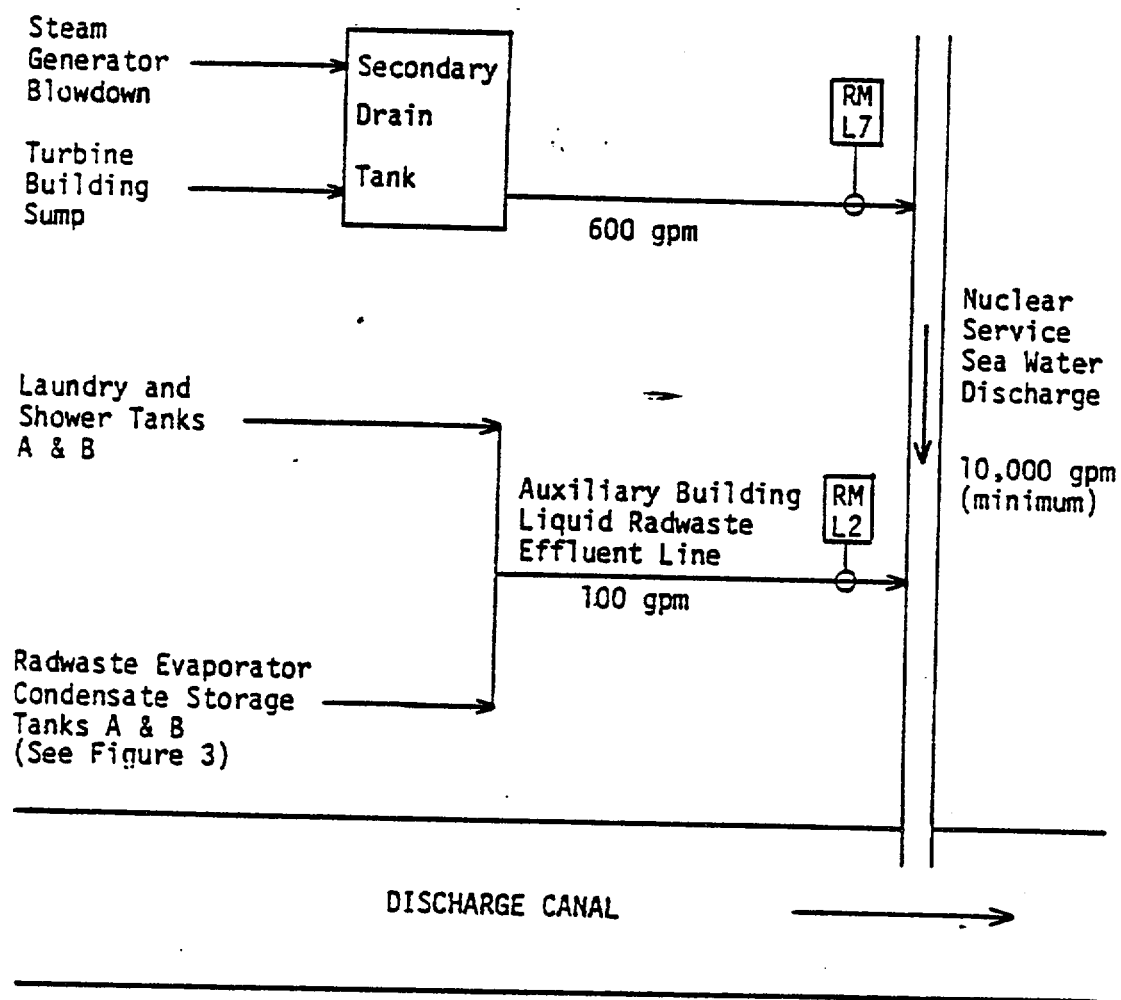 Steam
Generator
Blowdown
Secondary
Drain
Tank
RM
L7
Turbine
Building
Sump
600 gpm
Nuclear
Service
Sea Water
Discharge
10,000 gpm
(minimum)
Laundry and
Shower Tanks
A & B
Auxiliary Building
Liquid Radwaste
Effluent Line
RM
L2
100 gpm
Radwaste Evaporator
Condensate Storage
Tanks A & B
(See Figure 3)
DISCHARGE CANAL